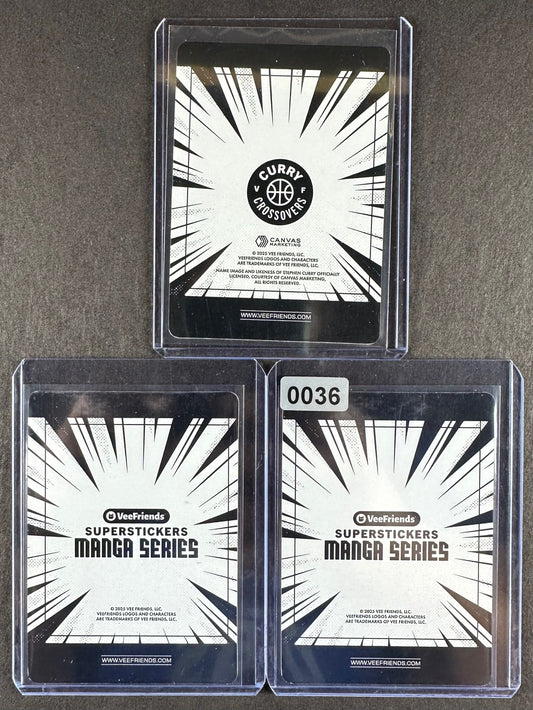 CURRY
V F
CROSSOVERS
CANVAS
MARKETING
© 2025 VEE FRIENDS, LLC.
VEEFRIENDS LOGOS AND CHARACTERS
ARE TRADEMARKS OF VEE FRIENDS, LLC.
NAME IMAGE AND LIKENESS OF STEPHEN CURRY OFFICIALLY
LICENSED, COURTESY OF CANVAS MARKETING,
ALL RIGHTS RESERVED.
WWW.VEEFRIENDS.COM
VeeFriends
SUPERSTICKERS
MANGA SERIES
© 2025 VEE FRIENDS, LLC.
VEEFRIENDS LOGOS AND CHARACTERS
ARE TRADEMARKS OF VEE FRIENDS, LLC.
WWW.VEEFRIENDS.COM
0036
VeeFriends
SUPERSTICKERS
MANGA SERIES
© 2025 VEE FRIENDS, LLC.
VEEFRIENDS LOGOS AND CHARACTERS
ARE TRADEMARKS OF VEE FRIENDS, LLC.
WWW.VEEFRIENDS.COM